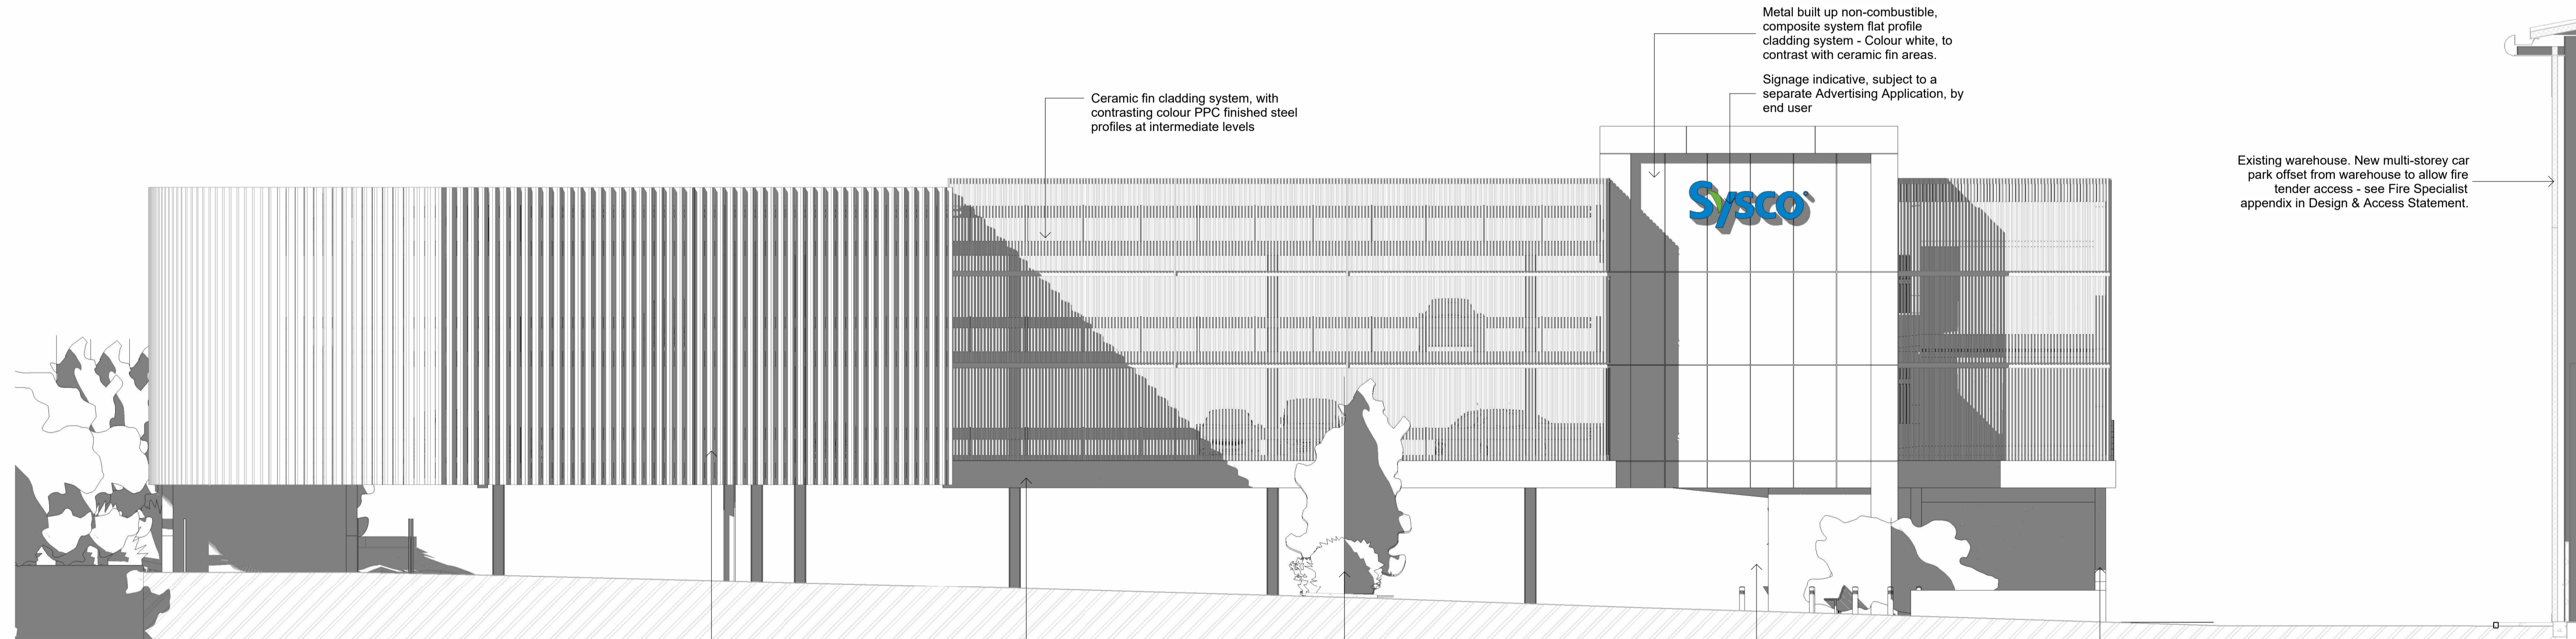 Metal built up non-combustible,
composite system flat profile
cladding system - Colour white, to
contrast with ceramic fin areas.
Signage indicative, subject to a
separate Advertising Application, by
end user
Ceramic fin cladding system, with
contrasting colour PPC finished steel
profiles at intermediate levels
Existing warehouse. New multi-storey car
park offset from warehouse to allow fire
tender access - see Fire Specialist
appendix in Design & Access Statement.
Sysco